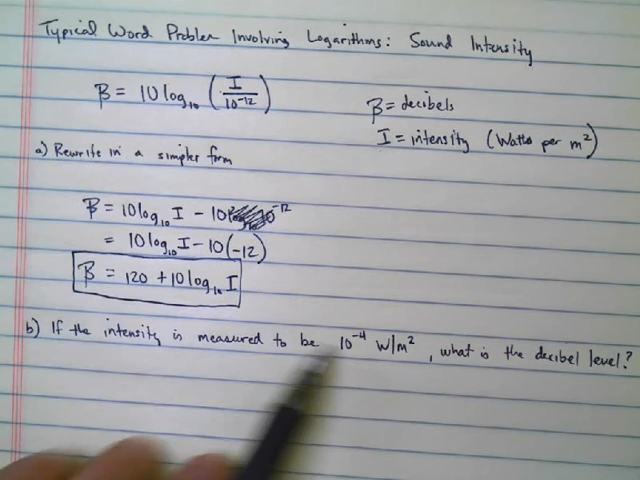 Typical Word Problem Involving Logarithms: Sound Intensity
β = 10 log₁₀ (I / 10⁻¹²)
β = decibels
I = intensity (Watts per m²)
a) Rewrite in a simpler form
β = 10 log₁₀ I − 10 10⁻¹²
= 10 log₁₀ I − 10(−12)
β = 120 + 10 log₁₀ I
b) If the intensity is measured to be 10⁻⁴ W/m², what is the decibel level?